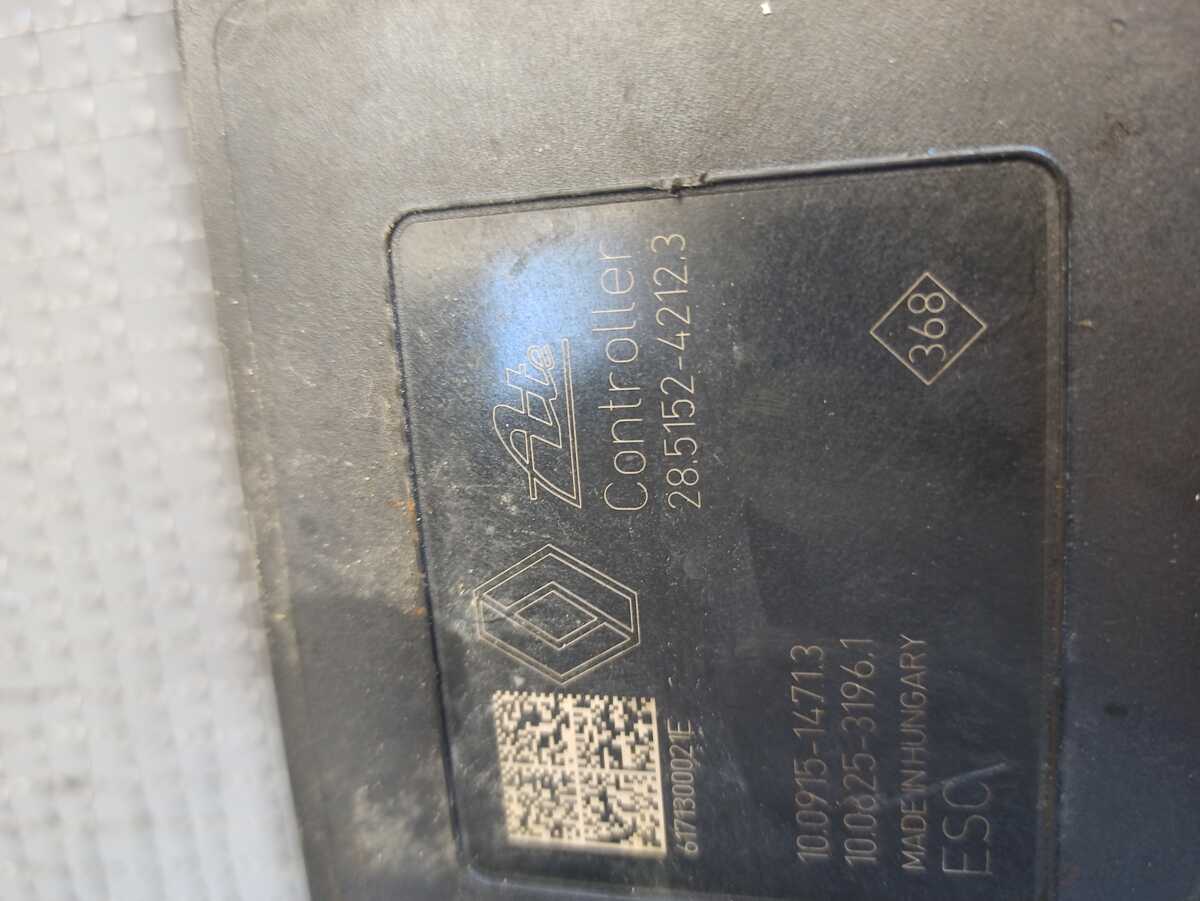 Ate
Controller
28.5152-4212.3
6171300021E
10.0915-1471.3
10.0625-3196.1
MADE IN HUNGARY
ESC
368